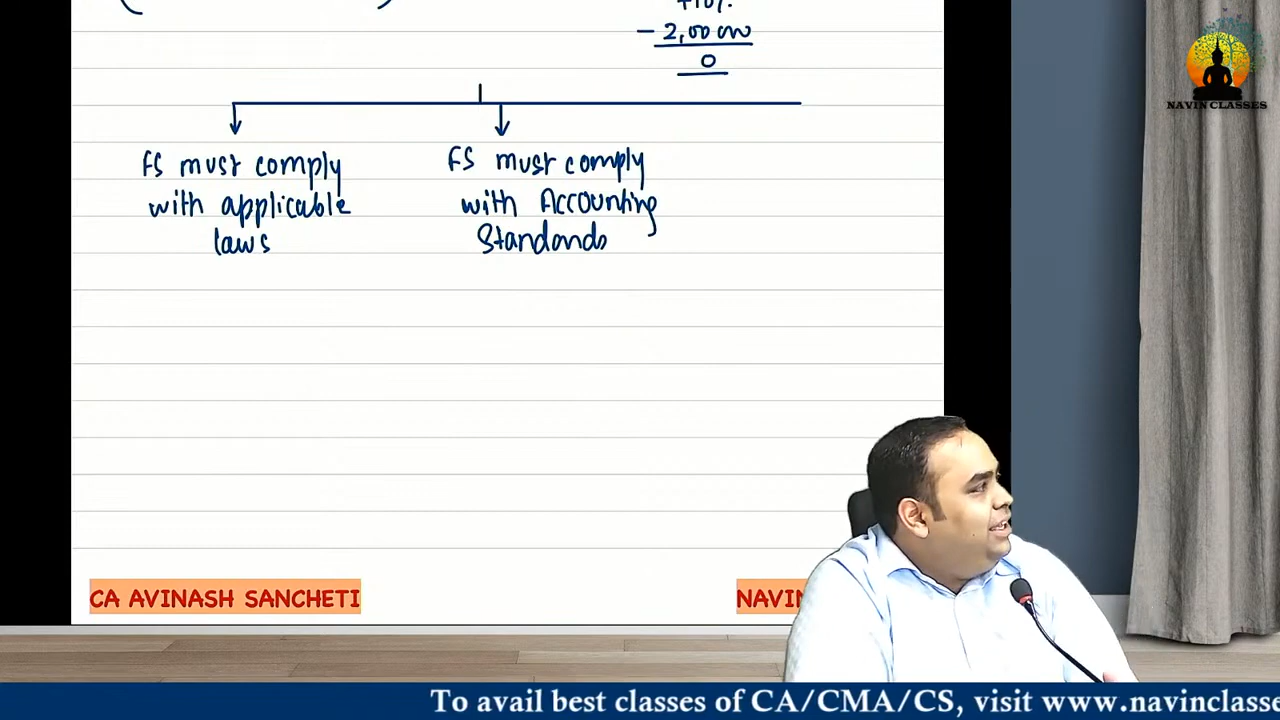 - 2,00 000
0
NAVIN CLASSES
FS must comply
with applicable
laws
FS must comply
with Accounting
Standards
CA AVINASH SANCHETI
NAVIN
To avail best classes of CA/CMA/CS, visit www.navinclasse